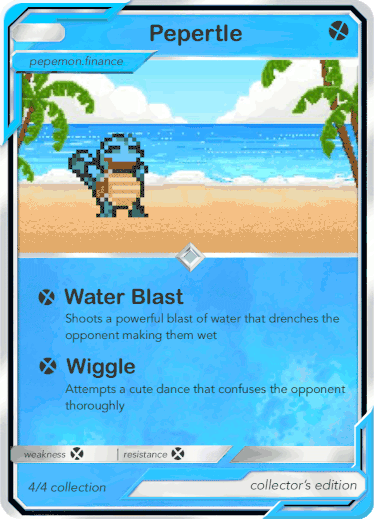 Pepertle
pepemon.finance
Water Blast
Shoots a powerful blast of water that drenches the
opponent making them wet
Wiggle
Attempts a cute dance that confuses the opponent
thoroughly
weakness
resistance
4/4 collection
collector's edition